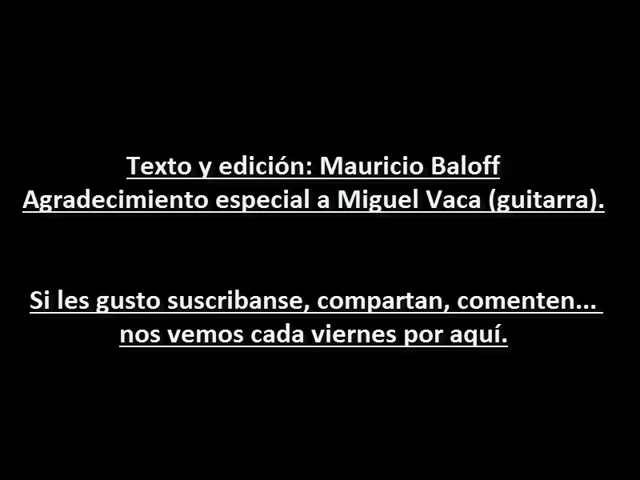 Texto y edición: Mauricio Baloff
Agradecimiento especial a Miguel Vaca (guitarra).
Si les gusto suscribanse, compartan, comenten...
nos vemos cada viernes por aquí.